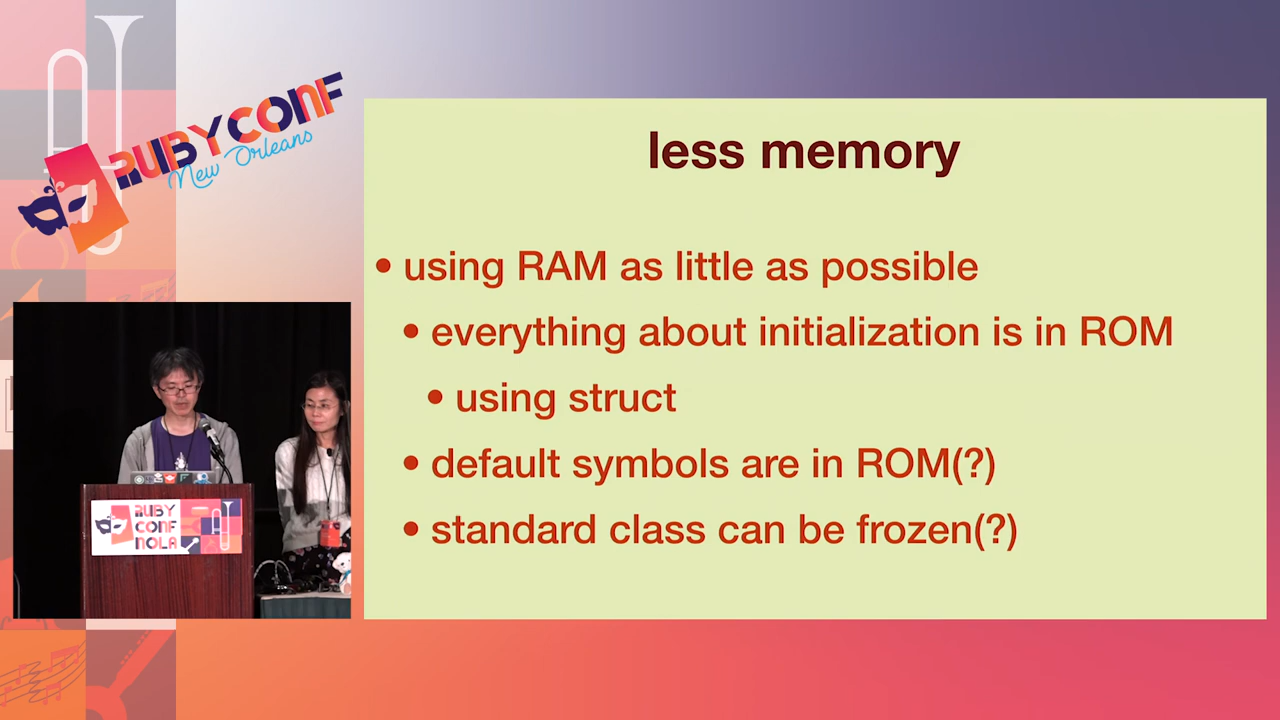 RUBYCONF
New Orleans
less memory
• using RAM as little as possible
• everything about initialization is in ROM
• using struct
• default symbols are in ROM(?)
• standard class can be frozen(?)
RUBY
CONF
NOLA